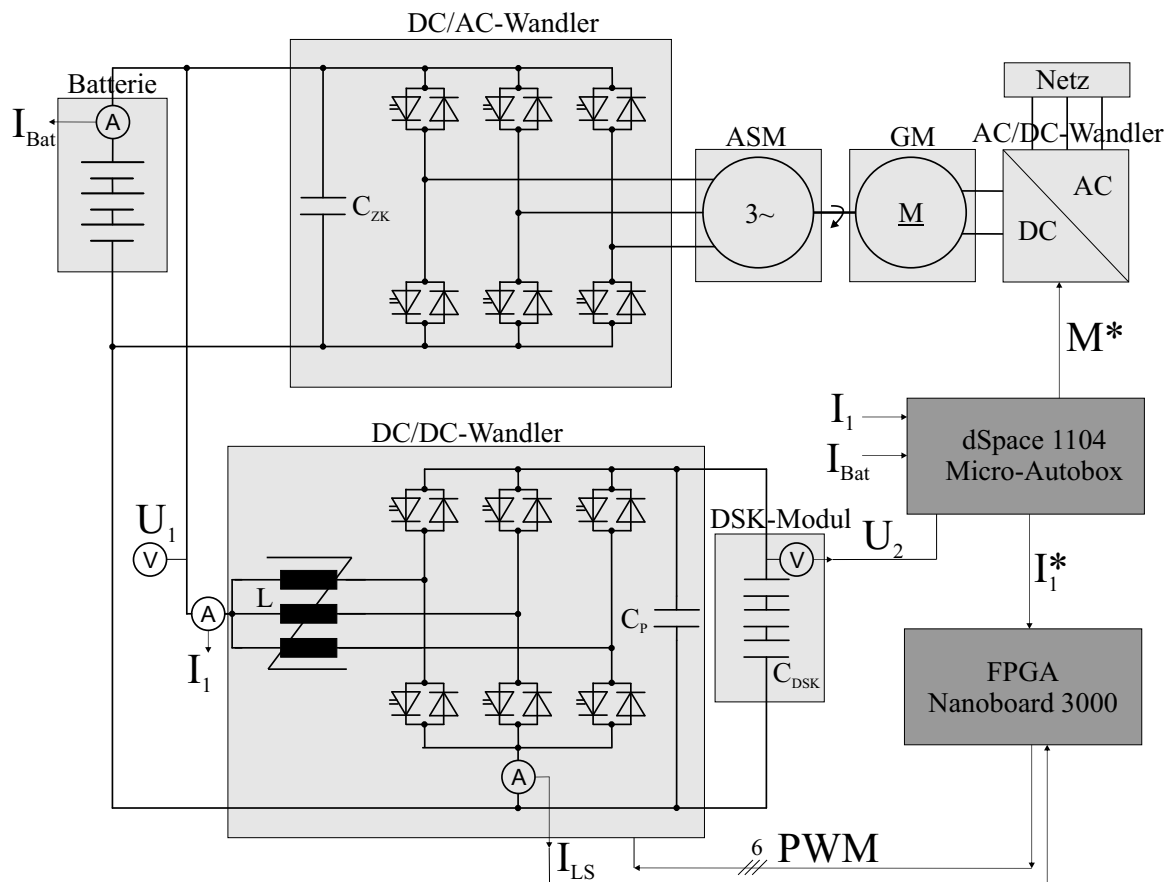 DC/AC-Wandler
Batterie
A
I_Bat
C_ZK
ASM
3~
GM
M
Netz
AC/DC-Wandler
AC
DC
M*
I_1
I_Bat
dSpace 1104
Micro-Autobox
DC/DC-Wandler
U_1
V
A
I_1
L
C_P
DSK-Modul
V
U_2
C_DSK
I_1*
FPGA
Nanoboard 3000
A
I_LS
6
PWM